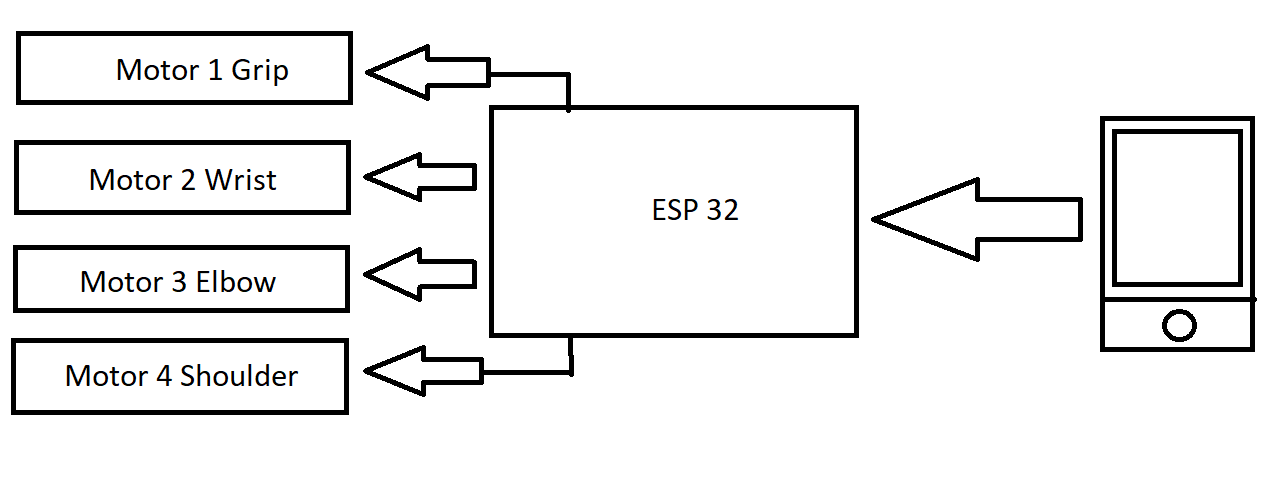 Motor 1 Grip
Motor 2 Wrist
ESP 32
Motor 3 Elbow
Motor 4 Shoulder